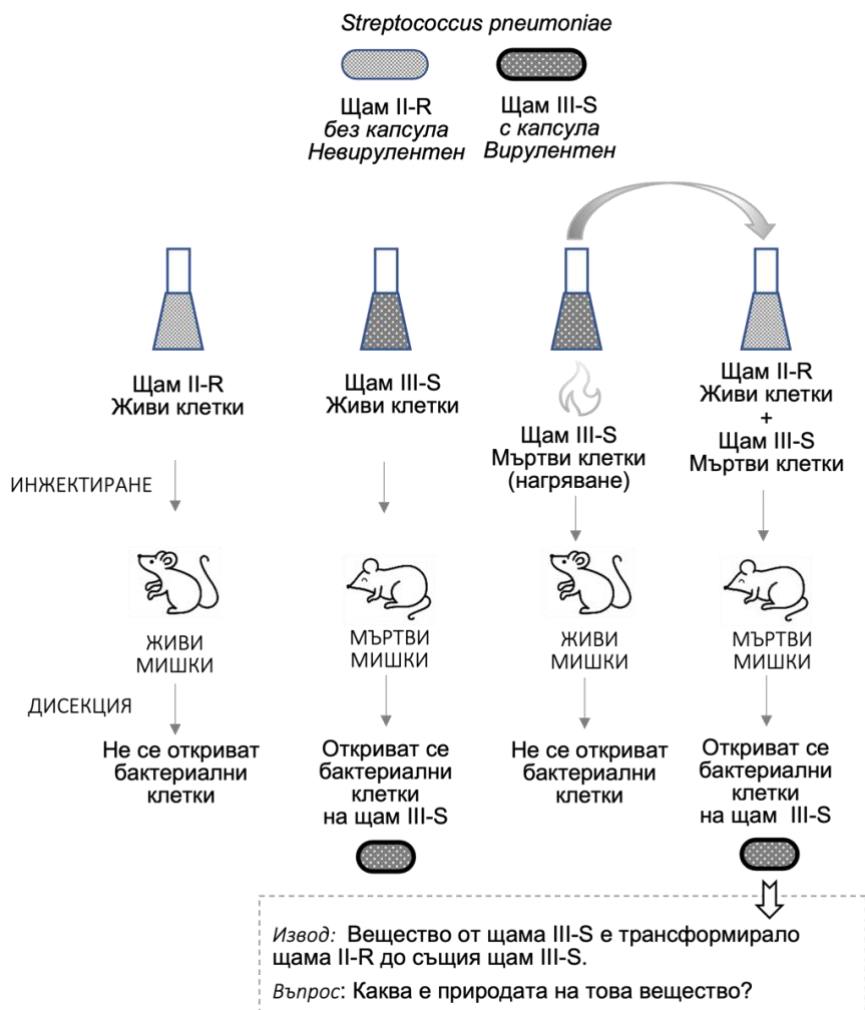 Streptococcus pneumoniae
Щам II-R
без капсула
Невирулентен
Щам III-S
с капсула
Вирулентен
Щам II-R
Живи клетки
Щам III-S
Живи клетки
Щам III-S
Мъртви клетки
(нагряване)
Щам II-R
Живи клетки
+
Щам III-S
Мъртви клетки
ИНЖЕКТИРАНЕ
ЖИВИ
МИШКИ
МЪРТВИ
МИШКИ
ЖИВИ
МИШКИ
МЪРТВИ
МИШКИ
ДИСЕКЦИЯ
Не се откриват
бактериални
клетки
Откриват се
бактериални
клетки
на щам III-S
Не се откриват
бактериални
клетки
Откриват се
бактериални
клетки
на щам III-S
Извод: Вещество от щама III-S е трансформирало
щама II-R до същия щам III-S.
Въпрос: Каква е природата на това вещество?